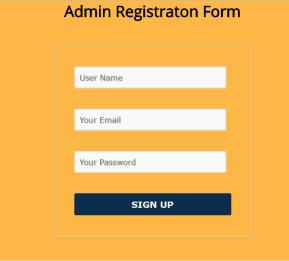 Admin Registraton Form
User Name
Your Email
Your Password
SIGN UP